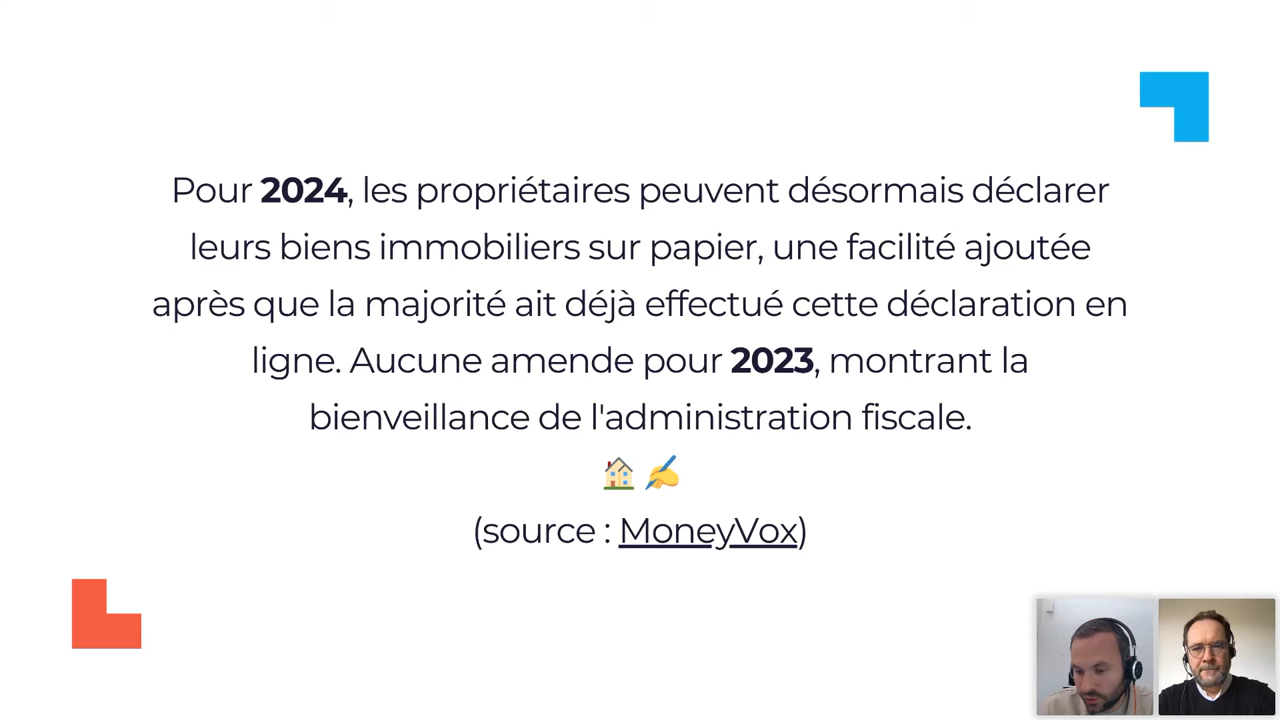 Pour 2024, les propriétaires peuvent désormais déclarer
leurs biens immobiliers sur papier, une facilité ajoutée
après que la majorité ait déjà effectué cette déclaration en
ligne. Aucune amende pour 2023, montrant la
bienveillance de l'administration fiscale.
🏠✍️
(source : MoneyVox)